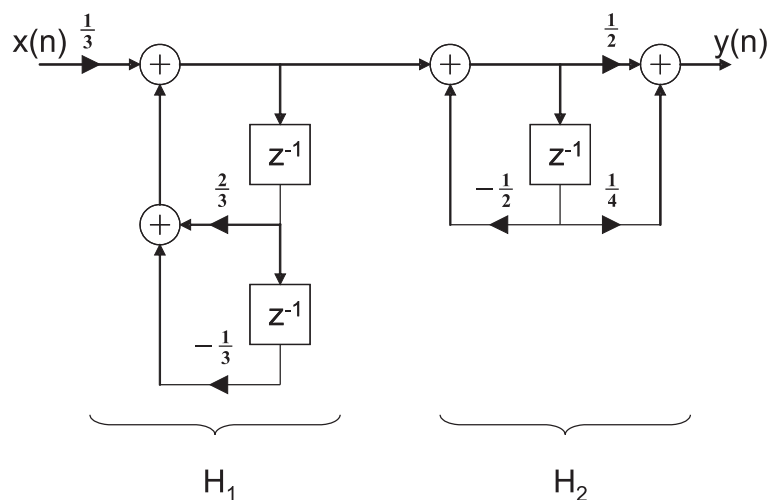 x(n) 1/3 + + 1/2 + y(n)
z⁻¹ z⁻¹
+ 2/3 −1/2 1/4
z⁻¹
−1/3
H₁ H₂